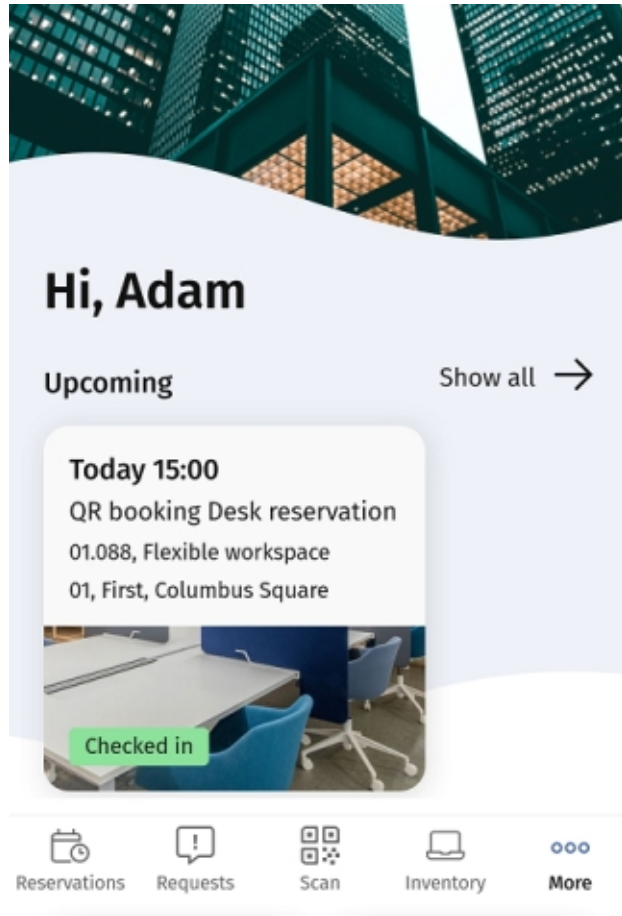 Hi, Adam
Upcoming
Show all
Today 15:00
QR booking Desk reservation
01.088, Flexible workspace
01, First, Columbus Square
Checked in
Reservations
Requests
Scan
Inventory
More